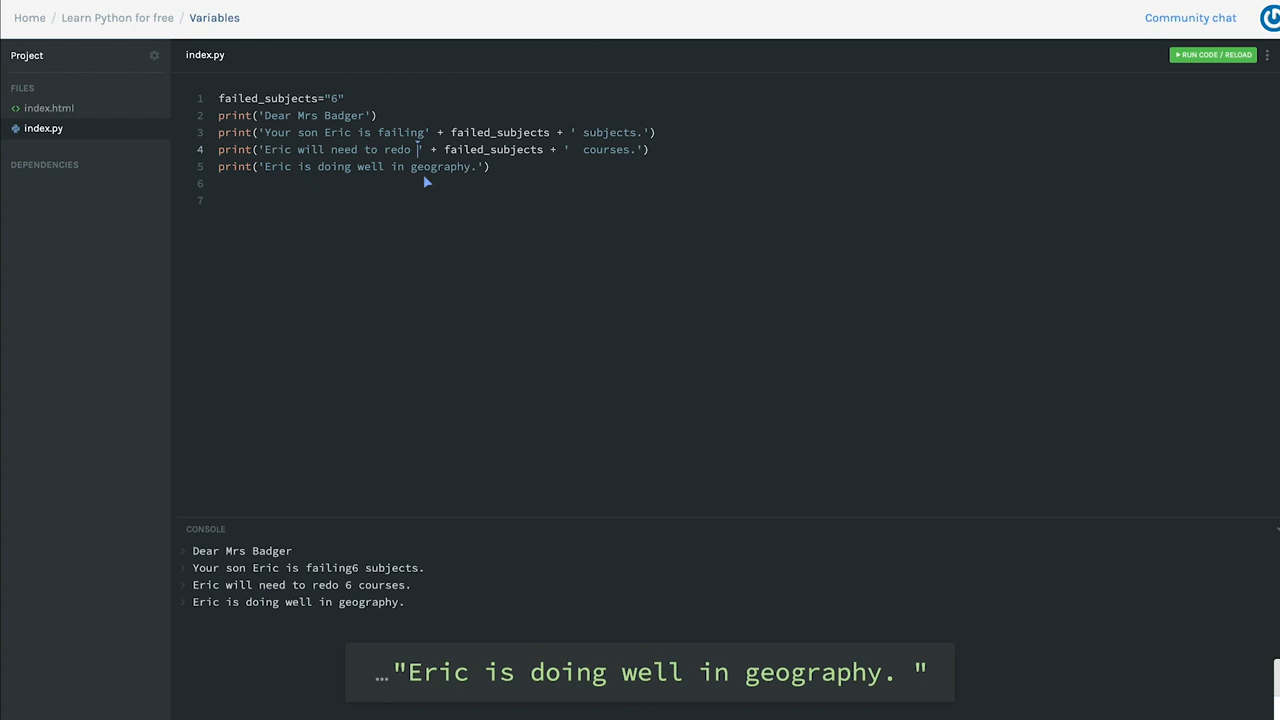 Home / Learn Python for free / Variables
Community chat
Project
index.py
RUN CODE / RELOAD
FILES
<> index.html
index.py
DEPENDENCIES
1 failed_subjects="6"
2 print('Dear Mrs Badger')
3 print('Your son Eric is failing' + failed_subjects + ' subjects.')
4 print('Eric will need to redo ' + failed_subjects + '  courses.')
5 print('Eric is doing well in geography.')
6
7
CONSOLE
Dear Mrs Badger
Your son Eric is failing6 subjects.
Eric will need to redo 6 courses.
Eric is doing well in geography.
…"Eric is doing well in geography. "